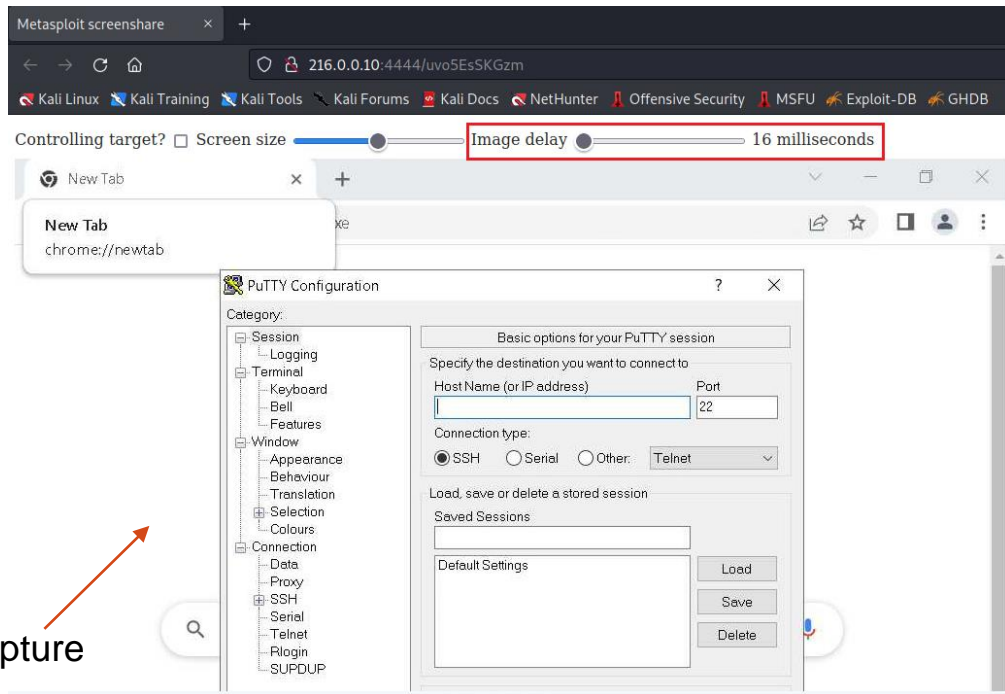 Metasploit screenshare × +
216.0.0.10:4444/uvo5EsSKGzm
Kali Linux Kali Training Kali Tools Kali Forums Kali Docs NetHunter Offensive Security MSFU Exploit-DB GHDB
Controlling target? Screen size Image delay 16 milliseconds
New Tab × +
New Tab
xe
chrome://newtab
PuTTY Configuration ? ×
Category:
Session
Logging
Terminal
Keyboard
Bell
Features
Window
Appearance
Behaviour
Translation
Selection
Colours
Connection
Data
Proxy
SSH
Serial
Telnet
Rlogin
SUPDUP
Basic options for your PuTTY session
Specify the destination you want to connect to
Host Name (or IP address) Port
22
Connection type:
SSH Serial Other: Telnet
Load, save or delete a stored session
Saved Sessions
Default Settings
Load
Save
Delete
pture